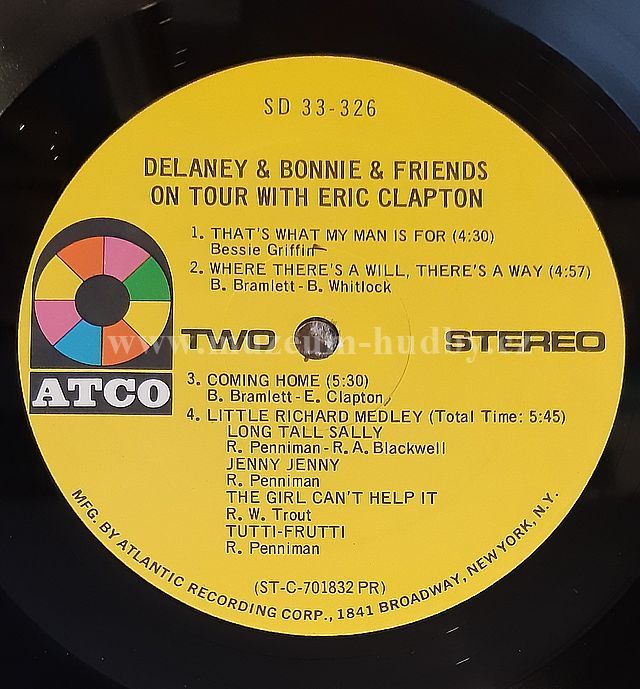 SD 33-326
DELANEY & BONNIE & FRIENDS
ON TOUR WITH ERIC CLAPTON
1. THAT'S WHAT MY MAN IS FOR (4:30)
Bessie Griffin
2. WHERE THERE'S A WILL, THERE'S A WAY (4:57)
B. Bramlett - B. Whitlock
TWO STEREO
www.muzeum-hudby.cz
ATCO
3. COMING HOME (5:30)
B. Bramlett-E. Clapton
4. LITTLE RICHARD MEDLEY (Total Time: 5:45)
LONG TALL SALLY
R. Penniman - R. A. Blackwell
JENNY JENNY
R. Penniman
THE GIRL CAN'T HELP IT
R. W. Trout
TUTTI-FRUTTI
R. Penniman
(ST-C-701832 PR)
MFG. BY ATLANTIC RECORDING CORP., 1841 BROADWAY, NEW YORK, N.Y.